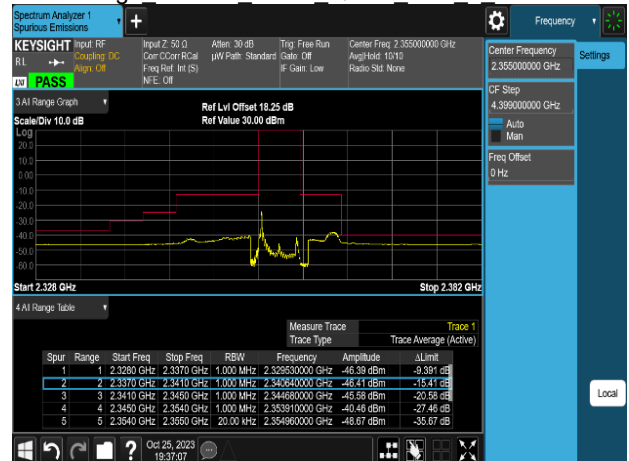 Spectrum Analyzer 1
Spurious Emissions
Frequency
KEYSIGHT
Input: RF
Input Z: 50 Ω
Atten: 30 dB
Trig: Free Run
Center Freq: 2.355000000 GHz
RL
Coupling: DC
Corr CCorr RCal
µW Path: Standard
Gate: Off
Avg|Hold: 10/10
Align: Off
Freq Ref: Int (S)
IF Gain: Low
Radio Std: None
NFE: Off
LNI PASS
Center Frequency
2.355000000 GHz
Settings
CF Step
4.399000000 GHz
Auto
Man
Freq Offset
0 Hz
3 All Range Graph
Ref Lvl Offset 18.25 dB
Scale/Div 10.0 dB
Ref Value 30.00 dBm
Log
20.0
10.0
0.00
-10.0
-20.0
-30.0
-40.0
-50.0
-60.0
Start 2.328 GHz
Stop 2.382 GHz
4 All Range Table
Measure Trace
Trace 1
Trace Type
Trace Average (Active)
Spur Range Start Freq Stop Freq RBW Frequency Amplitude ΔLimit
1 1 2.3280 GHz 2.3370 GHz 1.000 MHz 2.329530000 GHz -46.39 dBm -9.391 dB
2 2 2.3370 GHz 2.3410 GHz 1.000 MHz 2.340640000 GHz -46.41 dBm -15.41 dB
3 3 2.3410 GHz 2.3450 GHz 1.000 MHz 2.344680000 GHz -45.58 dBm -20.58 dB
4 4 2.3450 GHz 2.3540 GHz 1.000 MHz 2.353910000 GHz -40.46 dBm -27.46 dB
5 5 2.3540 GHz 2.3550 GHz 20.00 kHz 2.354960000 GHz -48.67 dBm -35.67 dB
Local
Oct 25, 2023
19:37:07